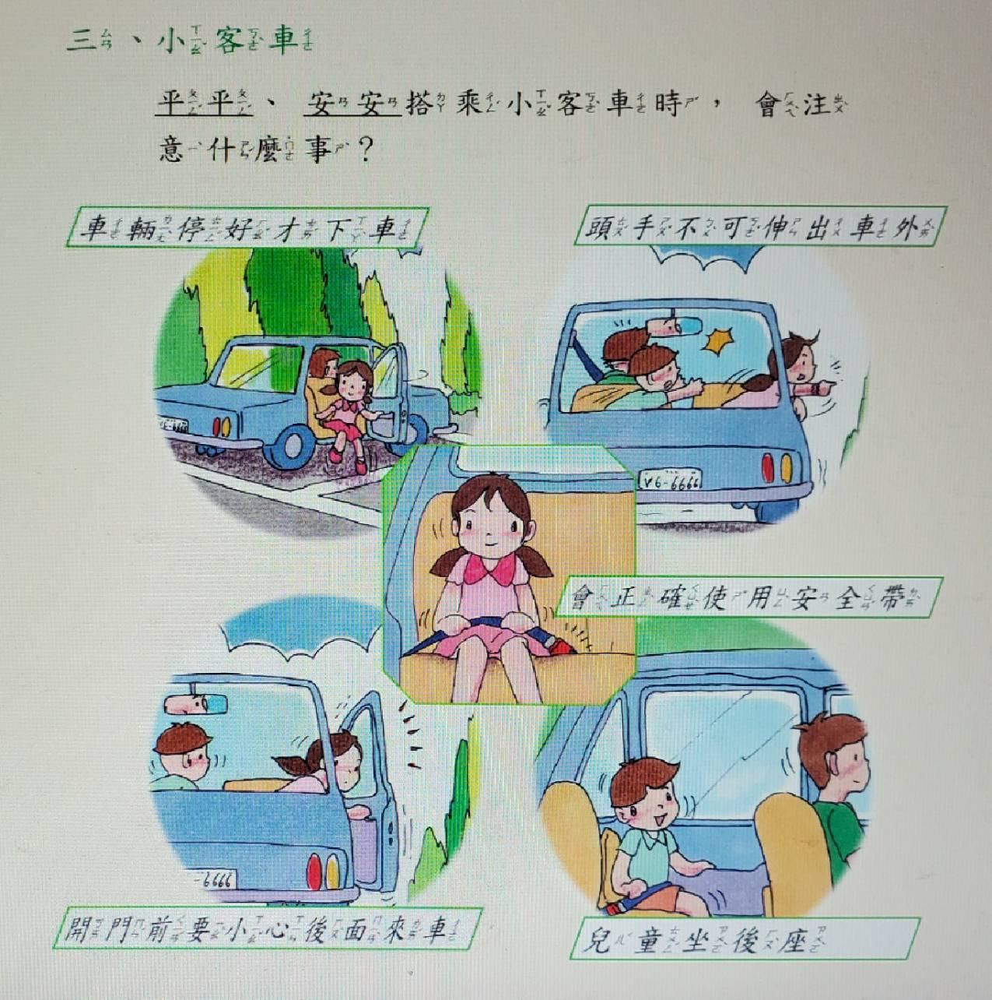 三、小客車
平平、安安搭乘小客車時，會注
意什麼事？
車輛停好才下車
頭手不可伸出車外
V6-6666
會正確使用安全帶
-6666
開門前要小心後面來車
兒童坐後座